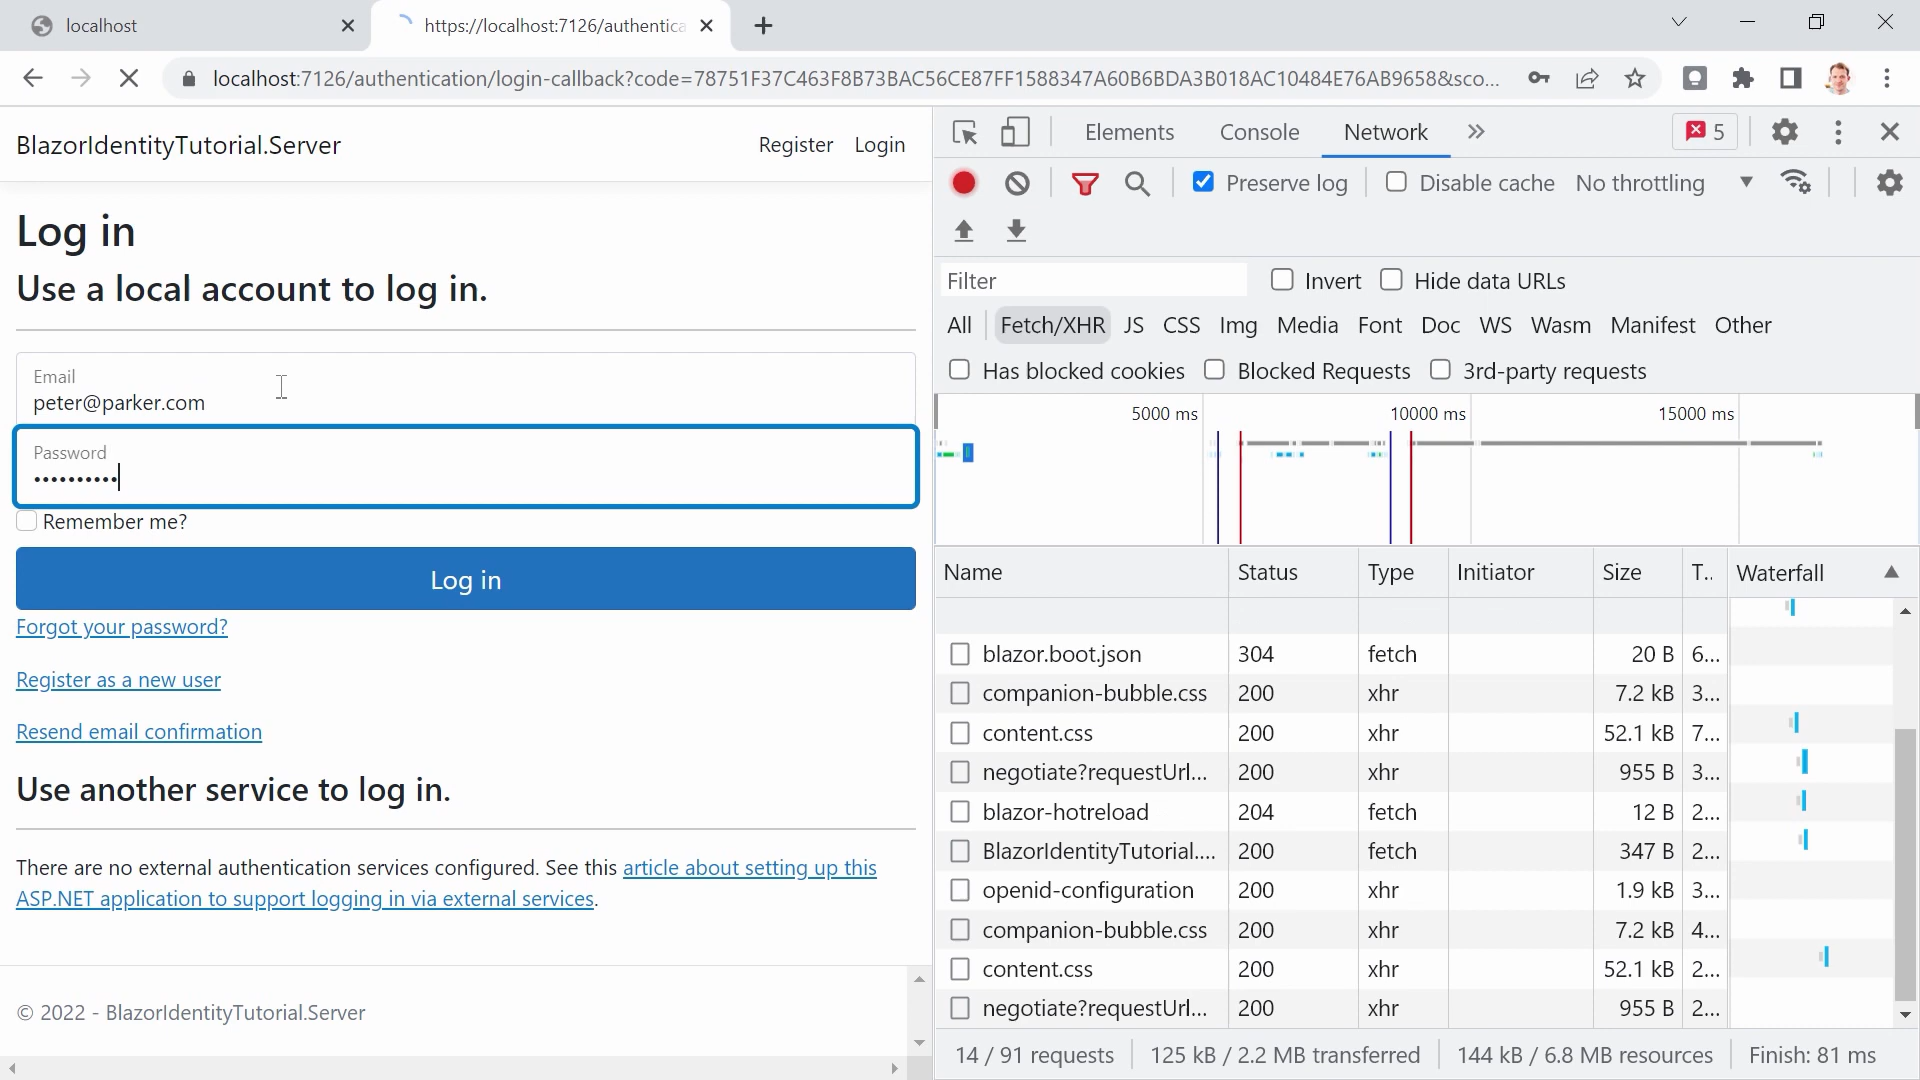 localhost
https://localhost:7126/authentica
localhost:7126/authentication/login-callback?code=78751F37C463F8B73BAC56CE87FF1588347A60B6BDA3B018AC10484E76AB9658&sco...
BlazorIdentityTutorial.Server
Register Login
Log in
Use a local account to log in.
Email
peter@parker.com
Password
••••••••••
Remember me?
Log in
Forgot your password?
Register as a new user
Resend email confirmation
Use another service to log in.
There are no external authentication services configured. See this article about setting up this
ASP.NET application to support logging in via external services.
© 2022 - BlazorIdentityTutorial.Server
Elements Console Network 5
Preserve log Disable cache No throttling
Filter Invert Hide data URLs
All Fetch/XHR JS CSS Img Media Font Doc WS Wasm Manifest Other
Has blocked cookies Blocked Requests 3rd-party requests
5000 ms 10000 ms 15000 ms
Name Status Type Initiator Size T.. Waterfall
blazor.boot.json 304 fetch 20 B 6...
companion-bubble.css 200 xhr 7.2 kB 3...
content.css 200 xhr 52.1 kB 7...
negotiate?requestUrl... 200 xhr 955 B 3...
blazor-hotreload 204 fetch 12 B 2...
BlazorIdentityTutorial.... 200 fetch 347 B 2...
openid-configuration 200 xhr 1.9 kB 3...
companion-bubble.css 200 xhr 7.2 kB 4...
content.css 200 xhr 52.1 kB 2...
negotiate?requestUrl... 200 xhr 955 B 2...
14 / 91 requests 125 kB / 2.2 MB transferred 144 kB / 6.8 MB resources Finish: 81 ms